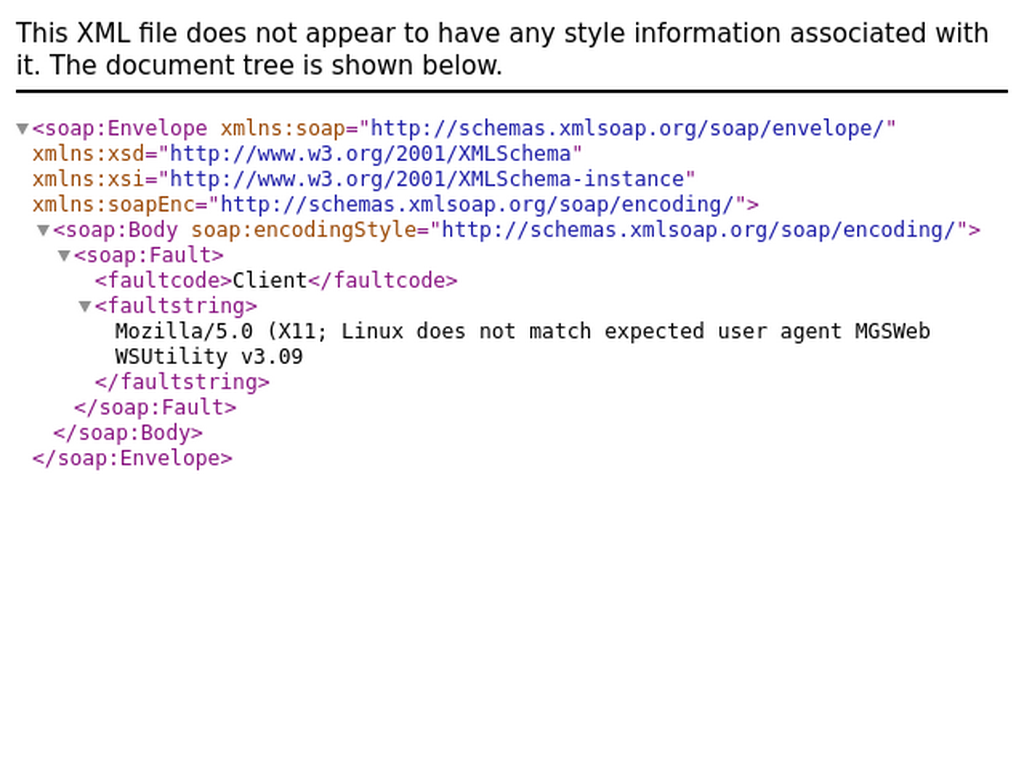 This XML file does not appear to have any style information associated with
it. The document tree is shown below.
▼<soap:Envelope xmlns:soap="http://schemas.xmlsoap.org/soap/envelope/"
xmlns:xsd="http://www.w3.org/2001/XMLSchema"
xmlns:xsi="http://www.w3.org/2001/XMLSchema-instance"
xmlns:soapEnc="http://schemas.xmlsoap.org/soap/encoding/">
▼<soap:Body soap:encodingStyle="http://schemas.xmlsoap.org/soap/encoding/">
▼<soap:Fault>
<faultcode>Client</faultcode>
▼<faultstring>
Mozilla/5.0 (X11; Linux does not match expected user agent MGSWeb
WSUtility v3.09
</faultstring>
</soap:Fault>
</soap:Body>
</soap:Envelope>